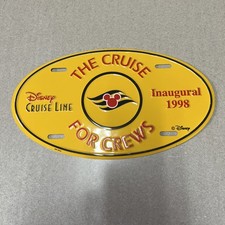 THE CRUISE
Disney
CRUISE LINE
Inaugural
1998
FOR CREWS
© Disney